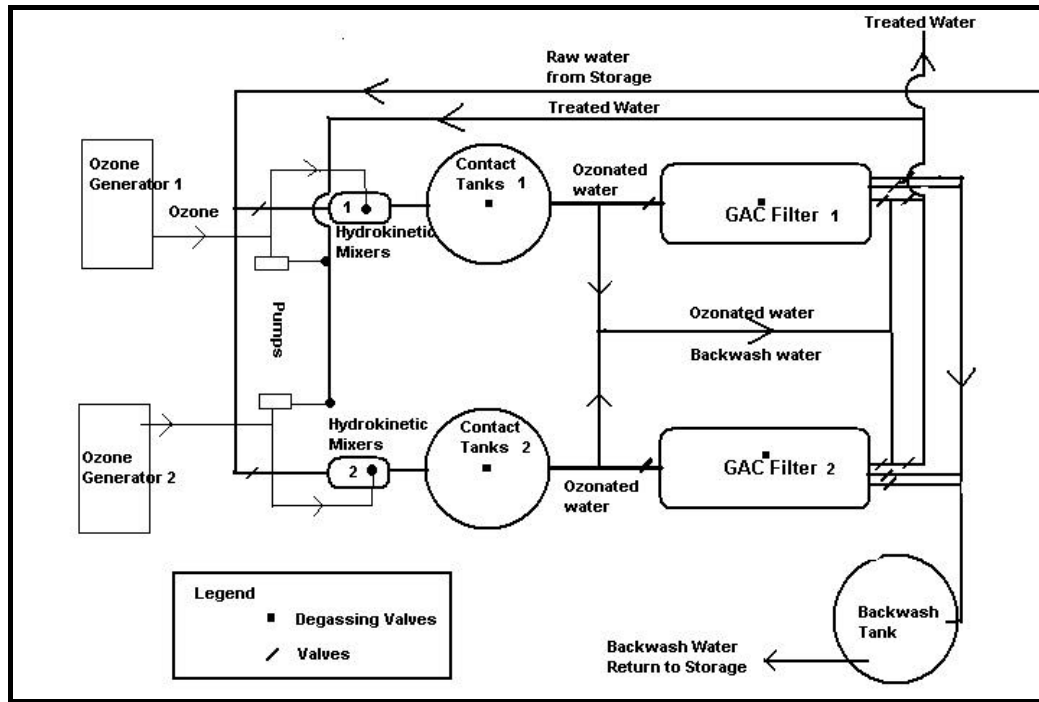 Treated Water
Raw water
from Storage
Treated Water
Ozone
Generator 1
Ozone
1
Hydrokinetic
Mixers
Contact
Tanks 1
Ozonated
water
GAC Filter 1
Pumps
Ozonated water
Backwash water
Ozone
Generator 2
Hydrokinetic
Mixers
2
Contact
Tanks 2
Ozonated
water
GAC Filter 2
Legend
Degassing Valves
Valves
Backwash
Tank
Backwash Water
Return to Storage